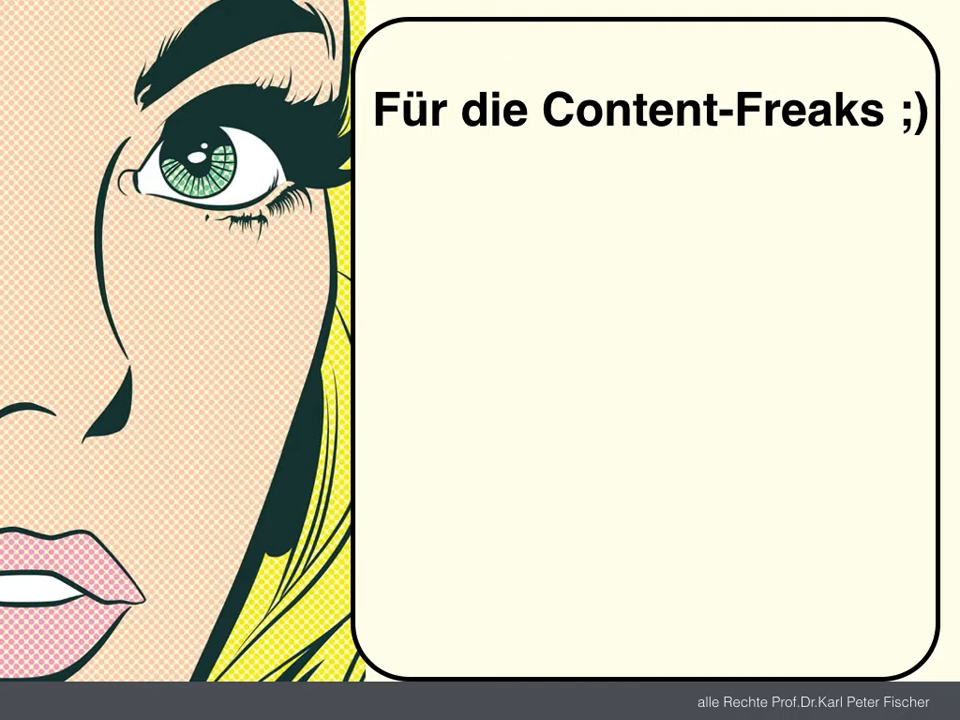 Für die Content-Freaks ;)
alle Rechte Prof.Dr.Karl Peter Fischer